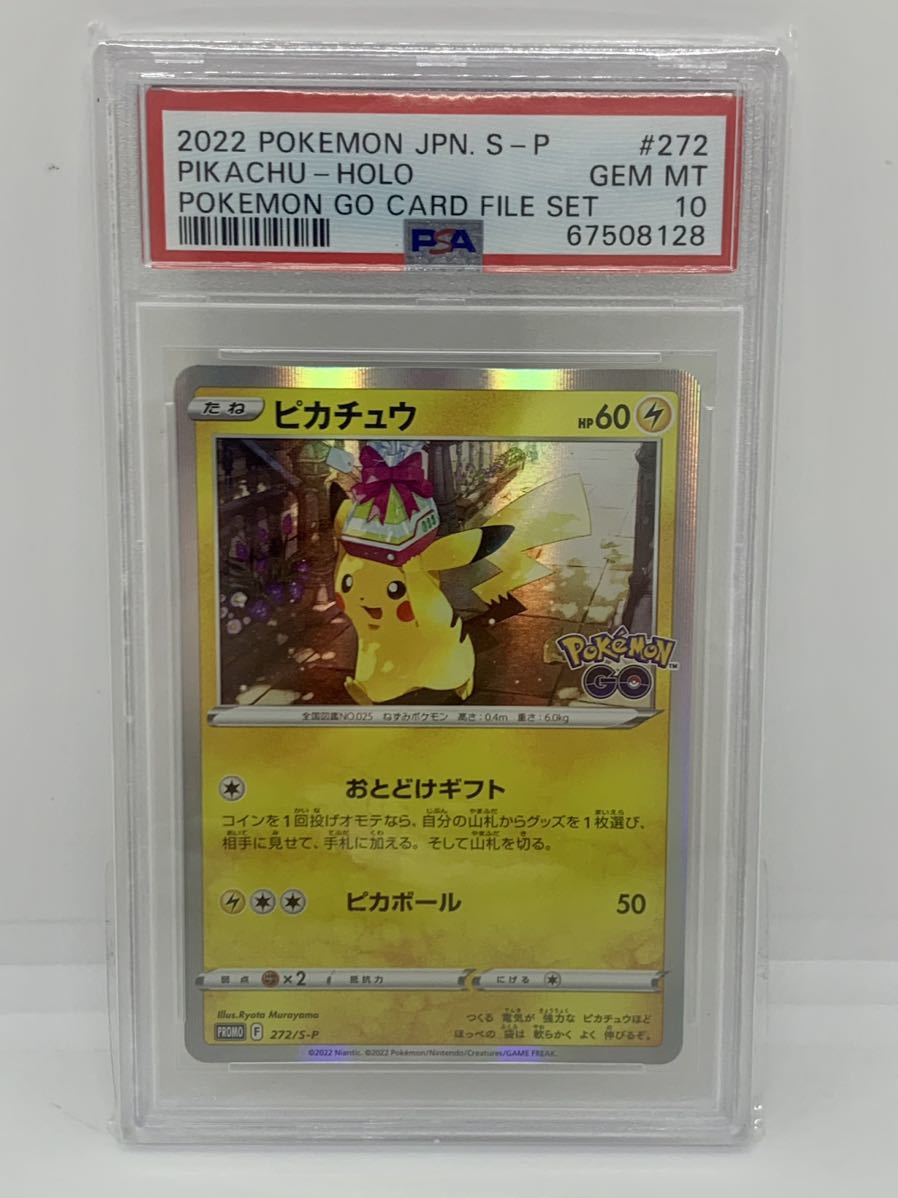 2022 POKEMON JPN. S-P #272
PIKACHU-HOLO GEM MT
POKEMON GO CARD FILE SET 10
PSA 67508128
たね ピカチュウ HP60
POKÉMON™
GO
全国図鑑NO.025 ねずみポケモン 高さ:0.4m 重さ:6.0kg
おとどけギフト
コインを1回投げオモテなら、自分の山札からグッズを1枚選び、
相手に見せて、手札に加える。そして山札を切る。
ピカボール 50
弱点 ×2 抵抗力 にげる
Illus.Ryota Murayama
つくる 電気が 強力な ピカチュウほど
ほっぺの 袋は 軟らかく よく 伸びるぞ。
PROMO F 272/S-P
©2022 Niantic. ©2022 Pokémon/Nintendo/Creatures/GAME FREAK.